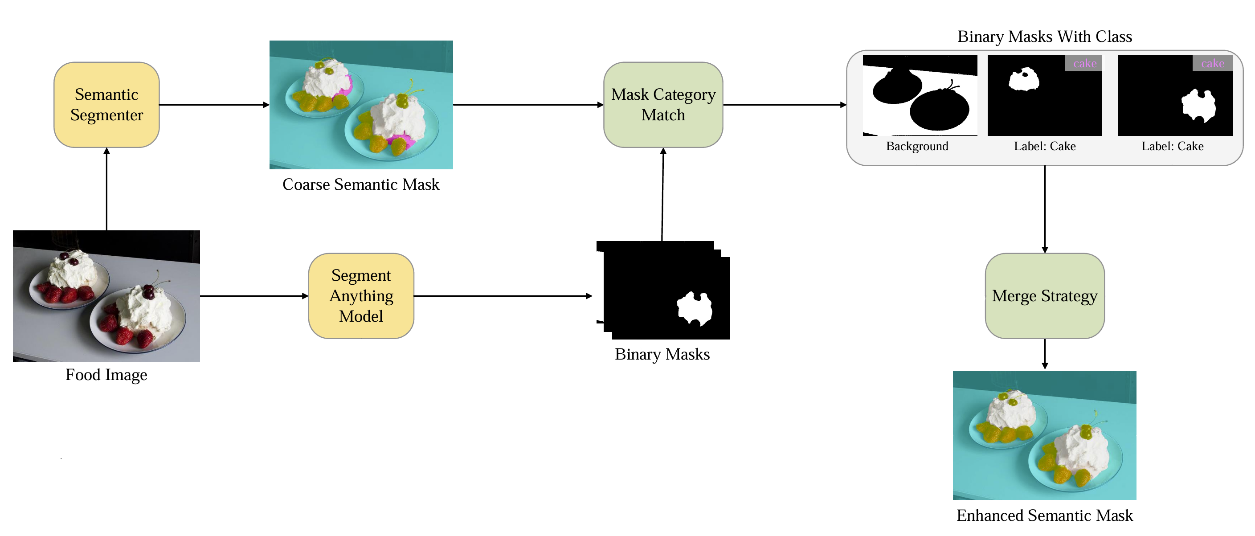 Binary Masks With Class
Semantic
Segmenter
Mask Category
Match
cake
cake
Background
Label: Cake
Label: Cake
Coarse Semantic Mask
Segment
Anything
Model
Merge Strategy
Binary Masks
Food Image
Enhanced Semantic Mask